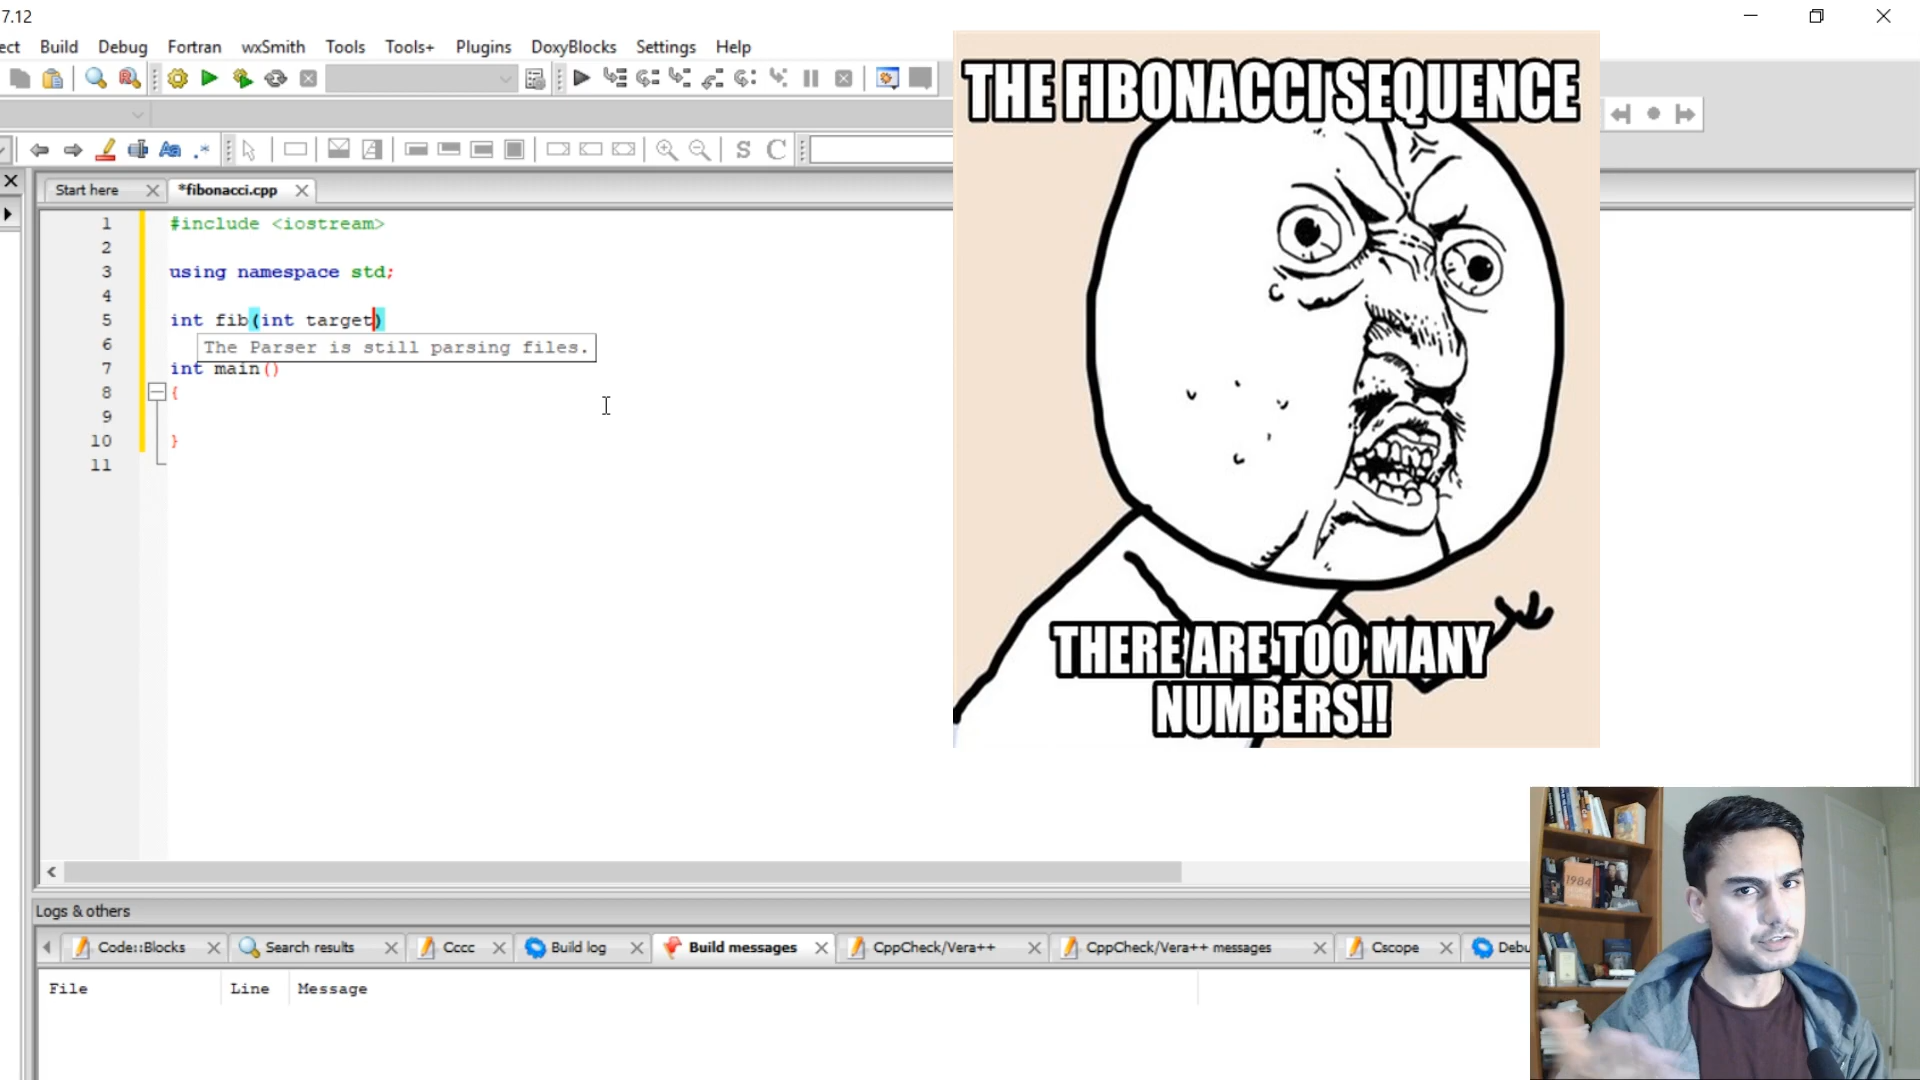 7.12
ect Build Debug Fortran wxSmith Tools Tools+ Plugins DoxyBlocks Settings Help
S C
Start here *fibonacci.cpp
1 #include <iostream>
2
3 using namespace std;
4
5 int fib(int target)
6 The Parser is still parsing files.
7 int main()
8 {
9
10 }
11
THE FIBONACCI SEQUENCE
THERE ARE TOO MANY
NUMBERS!!
1984
Logs & others
Code::Blocks Search results Cccc Build log Build messages CppCheck/Vera++ CppCheck/Vera++ messages Cscope Debu
File Line Message